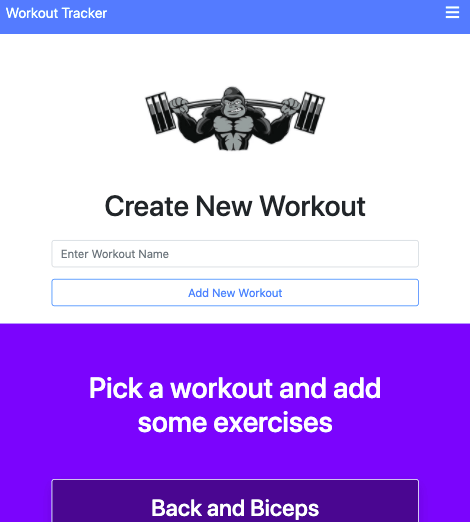 Workout Tracker
Create New Workout
Enter Workout Name
Add New Workout
Pick a workout and add
some exercises
Back and Biceps